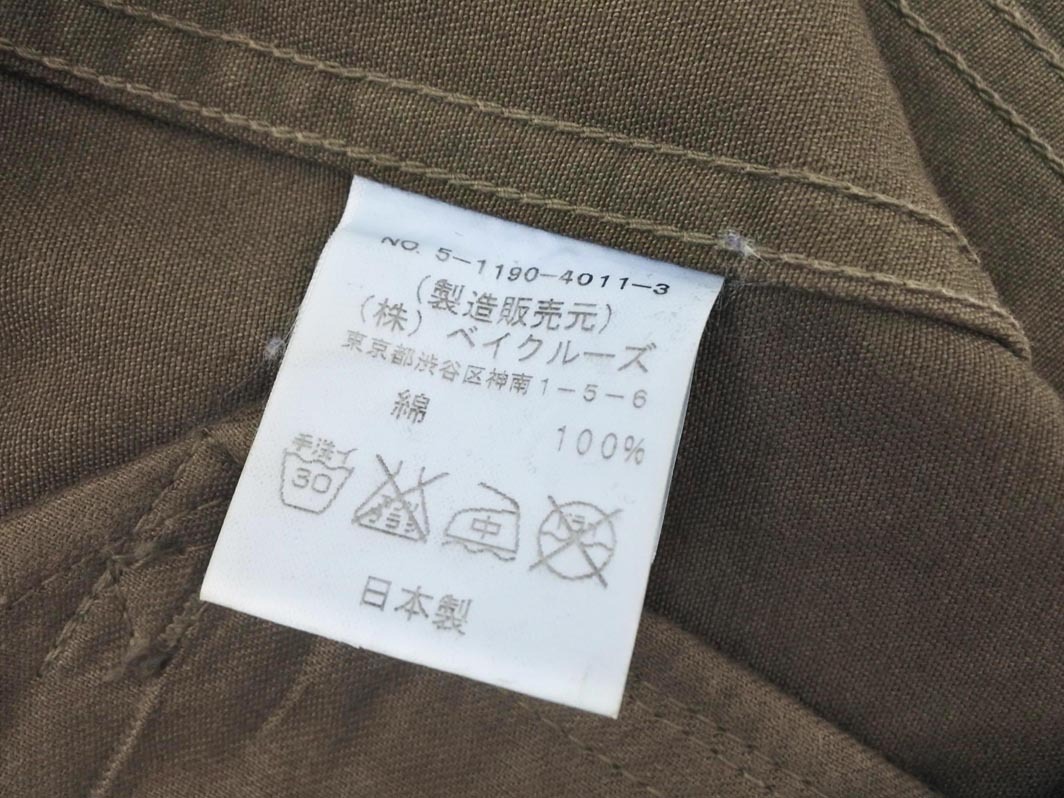 NO. 5-1190-4011-3
(製造販売元)
(株) ベイクルーズ
東京都渋谷区神南1-5-6
綿 100%
手洗イ
30
中
日本製